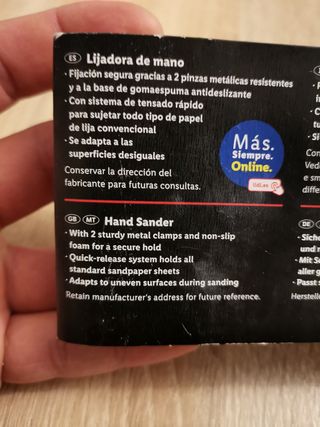 ES Lijadora de mano
· Fijación segura gracias a 2 pinzas metálicas resistentes
y a la base de gomaespuma antideslizante
· Con sistema de tensado rápido
para sujetar todo tipo de papel
de lija convencional
· Se adapta a las
superficies desiguales
Conservar la dirección del
fabricante para futuras consultas.
Más.
Siempre.
Online.
lidl.es
GB MT Hand Sander
· With 2 sturdy metal clamps and non-slip
foam for a secure hold
· Quick-release system holds all
standard sandpaper sheets
· Adapts to uneven surfaces during sanding
Retain manufacturer's address for future reference.
DE
· Siche
und n
· Mit S
aller g
· Passt
Herstelle